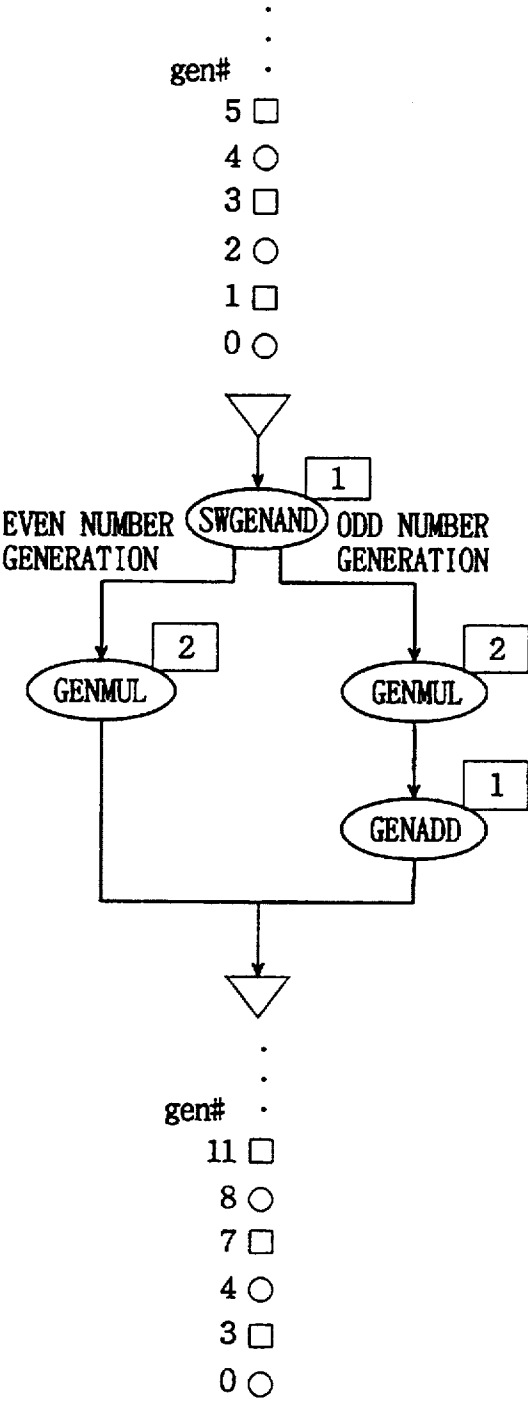 gen#
5
4
3
2
1
0
1
SWGENAND
EVEN NUMBER
GENERATION
ODD NUMBER
GENERATION
2
GENMUL
2
GENMUL
1
GENADD
gen#
11
8
7
4
3
0